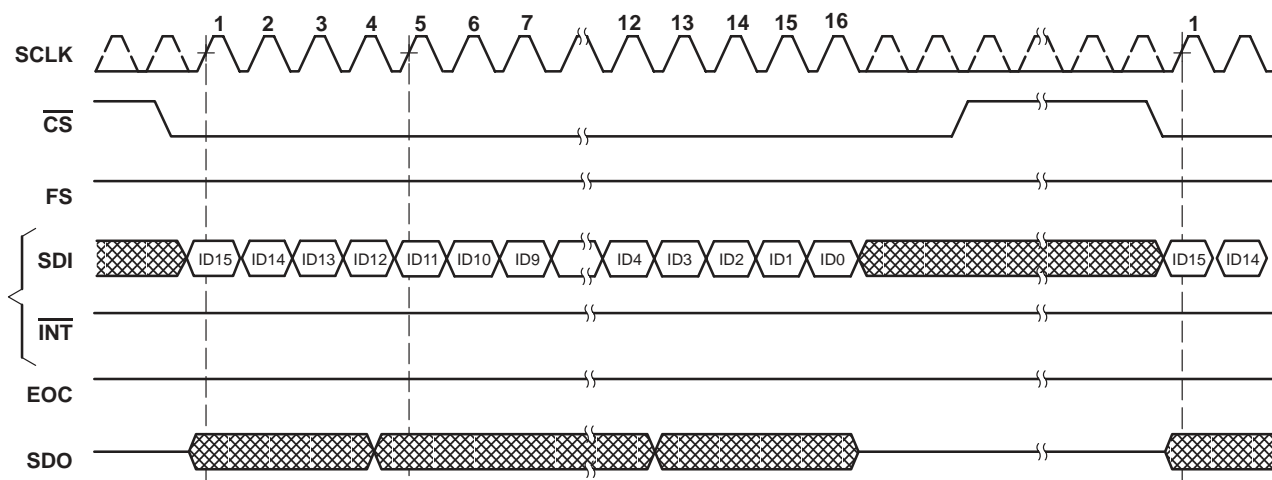 1 2 3 4 5 6 7 12 13 14 15 16 1
SCLK
CS
FS
SDI ID15 ID14 ID13 ID12 ID11 ID10 ID9 ID4 ID3 ID2 ID1 ID0 ID15 ID14
INT
EOC
SDO